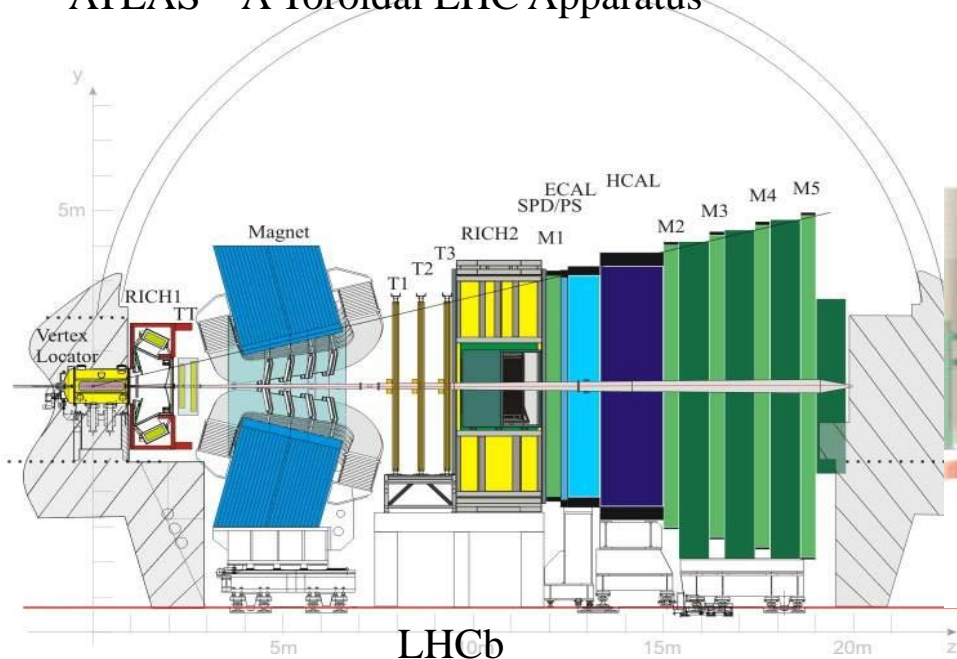 ATLAS – A Toroidal LHC Apparatus
y
5m
HCAL
ECAL
SPD/PS
M5
M4
M3
M2
M1
RICH2
Magnet
T3
T2
T1
RICH1
TT
Vertex
Locator
5m
10m
15m
20m
z
LHCb